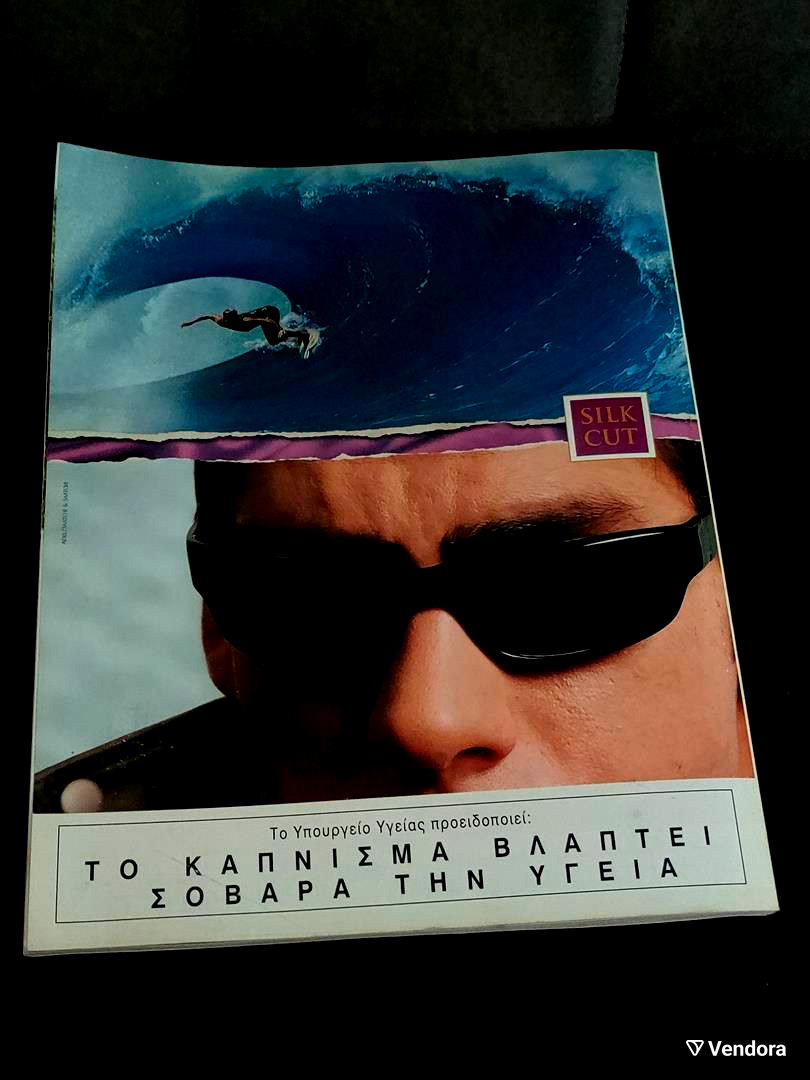 SILK
CUT
Το Υπουργείο Υγείας προειδοποιεί:
ΤΟ ΚΑΠΝΙΣΜΑ ΒΛΑΠΤΕΙ
ΣΟΒΑΡΑ ΤΗΝ ΥΓΕΙΑ
Vendora